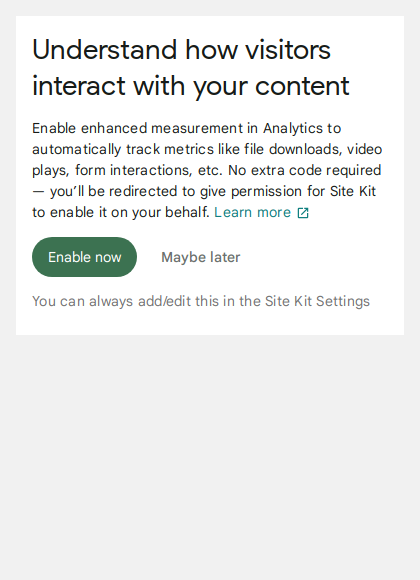 Understand how visitors
interact with your content
Enable enhanced measurement in Analytics to
automatically track metrics like file downloads, video
plays, form interactions, etc. No extra code required
— you’ll be redirected to give permission for Site Kit
to enable it on your behalf. Learn more
Enable now Maybe later
You can always add/edit this in the Site Kit Settings